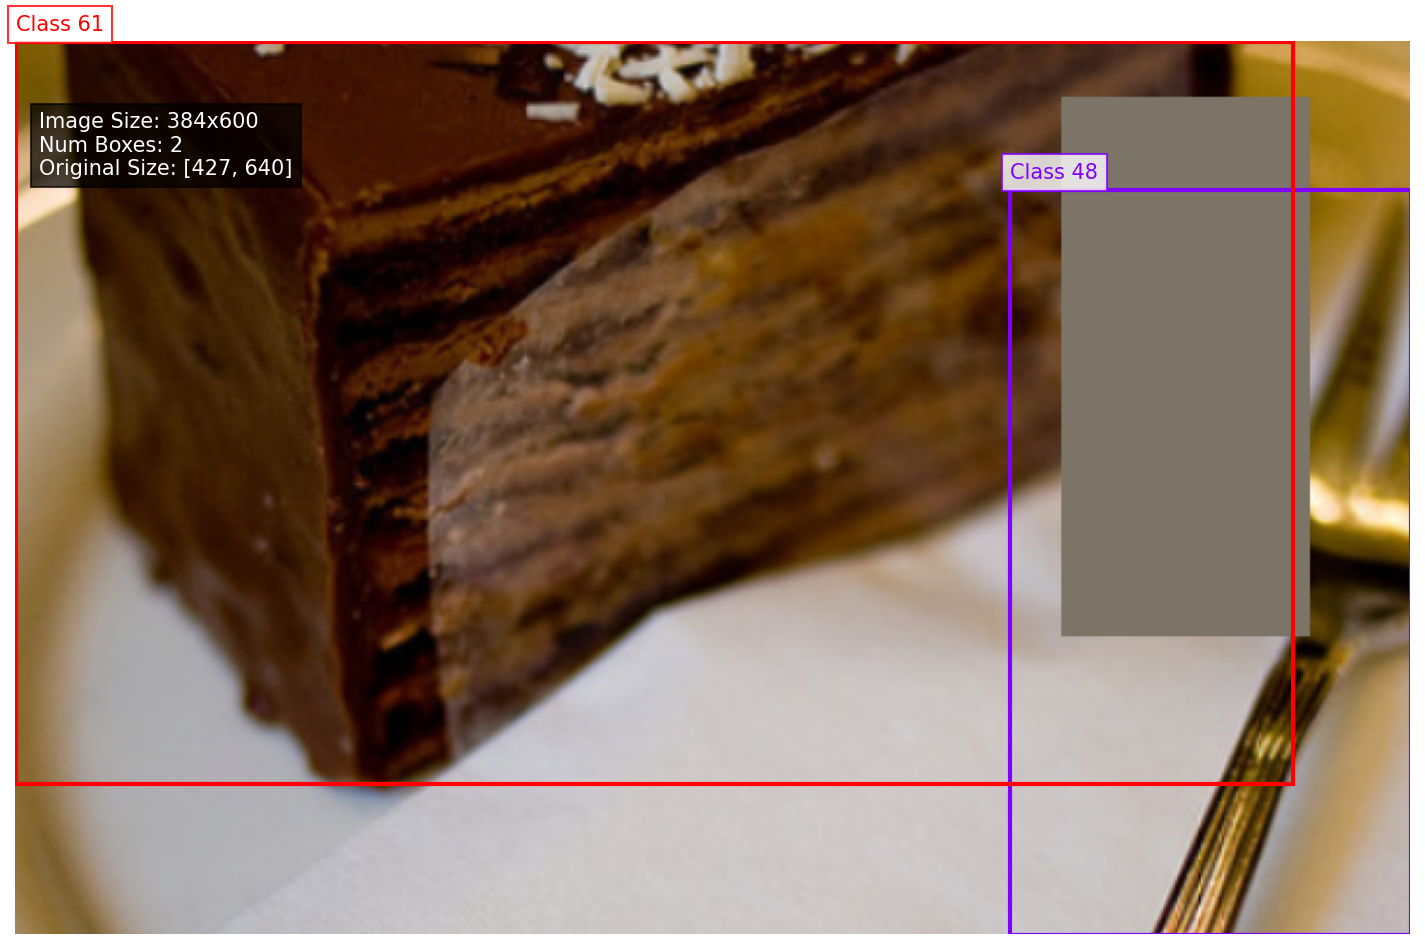 Class 61
Image Size: 384x600
Num Boxes: 2
Original Size: [427, 640]
Class 48